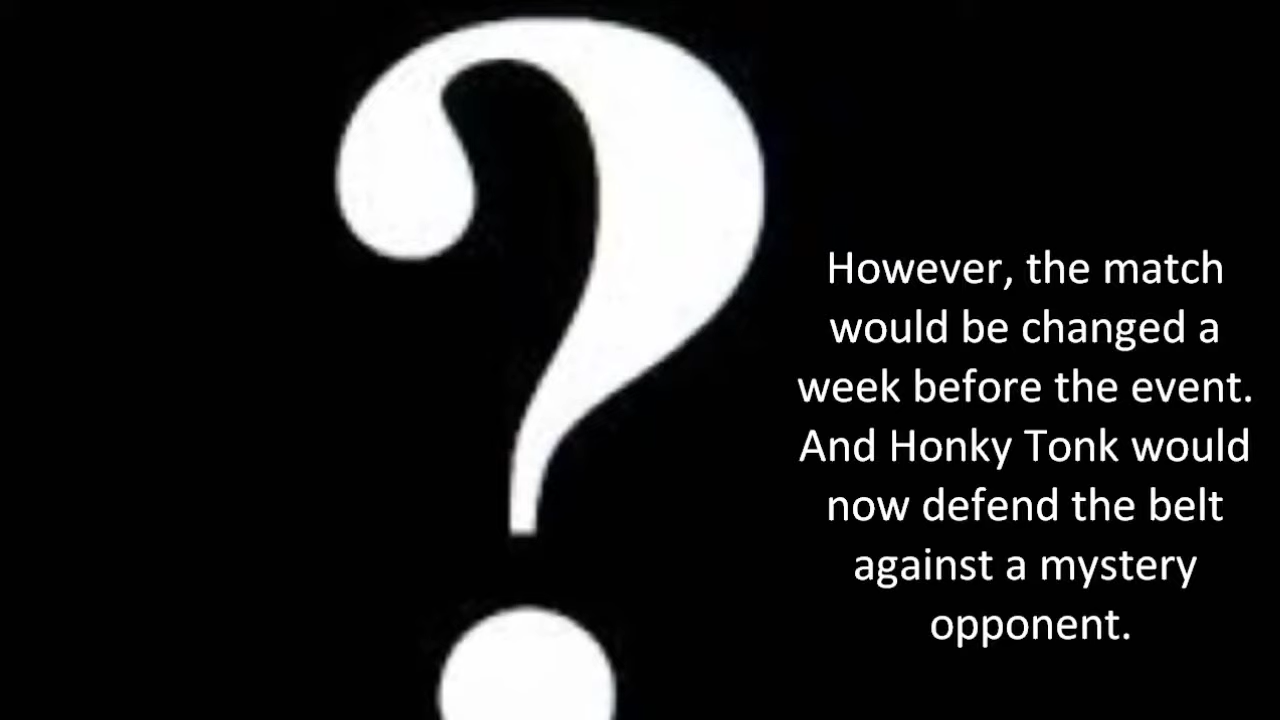 However, the match
would be changed a
week before the event.
And Honky Tonk would
now defend the belt
against a mystery
opponent.